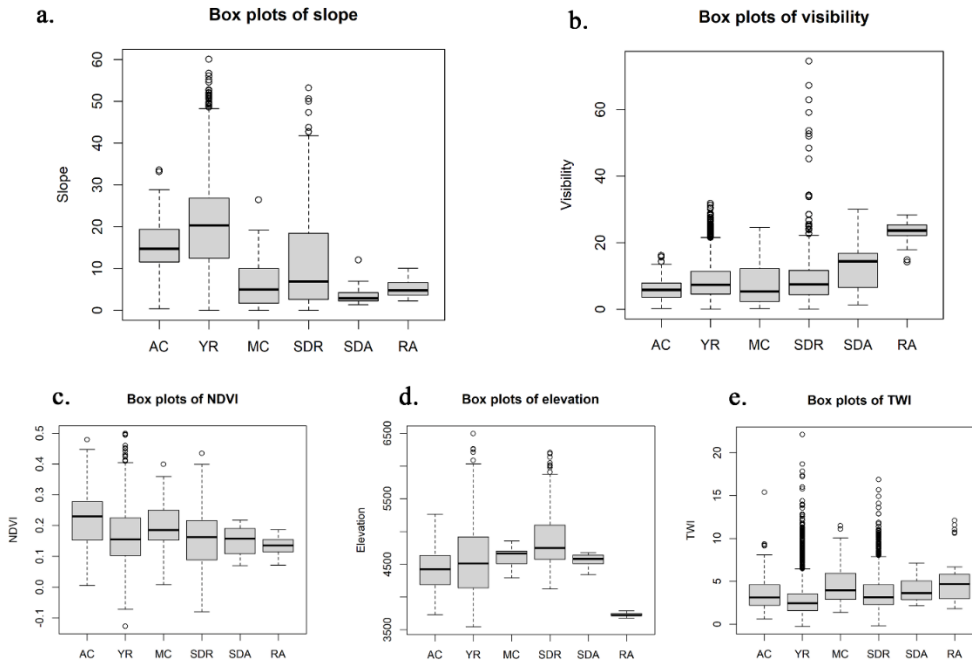 a.
Box plots of slope
Slope
60
50
40
30
20
10
0
AC YR MC SDR SDA RA
b.
Box plots of visibility
Visibility
60
40
20
0
AC YR MC SDR SDA RA
c.
Box plots of NDVI
NDVI
0.5
0.4
0.3
0.2
0.1
0.0
-0.1
AC YR MC SDR SDA RA
d.
Box plots of elevation
Elevation
6500
5500
4500
3500
AC YR MC SDR SDA RA
e.
Box plots of TWI
TWI
20
15
10
5
0
AC YR MC SDR SDA RA